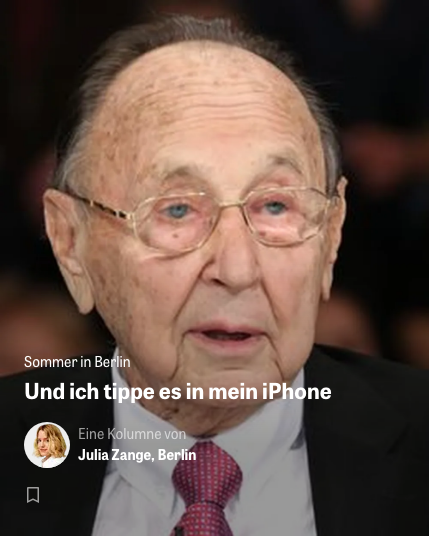 Sommer in Berlin
Und ich tippe es in mein iPhone
Eine Kolumne von
Julia Zange, Berlin